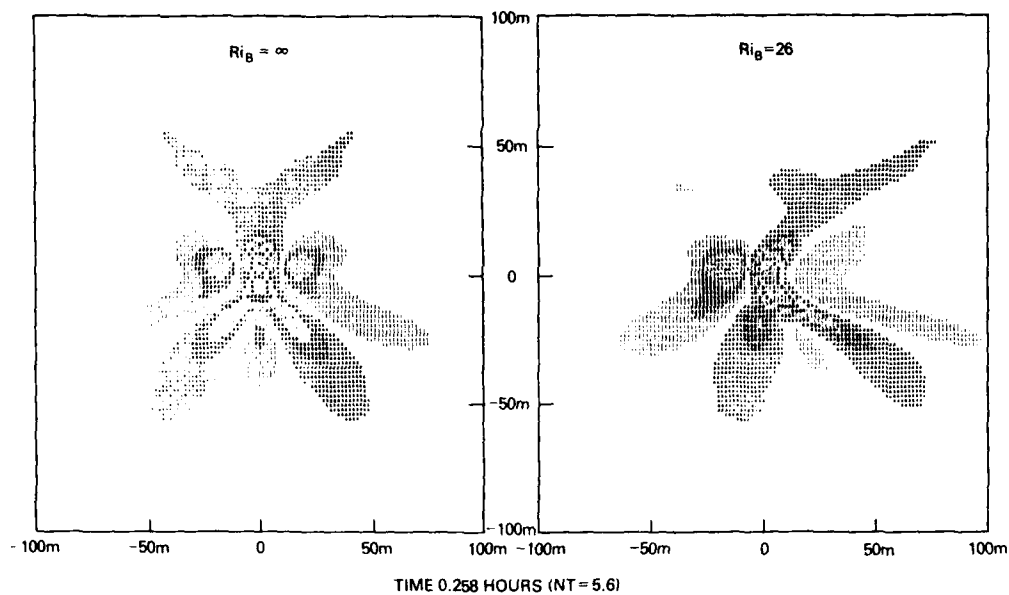 Ri_B = ∞
Ri_B=26
100m
50m
0
-50m
-100m
-100m -50m 0 50m 100m
-100m -50m 0 50m 100m
TIME 0.258 HOURS (NT=5.6)